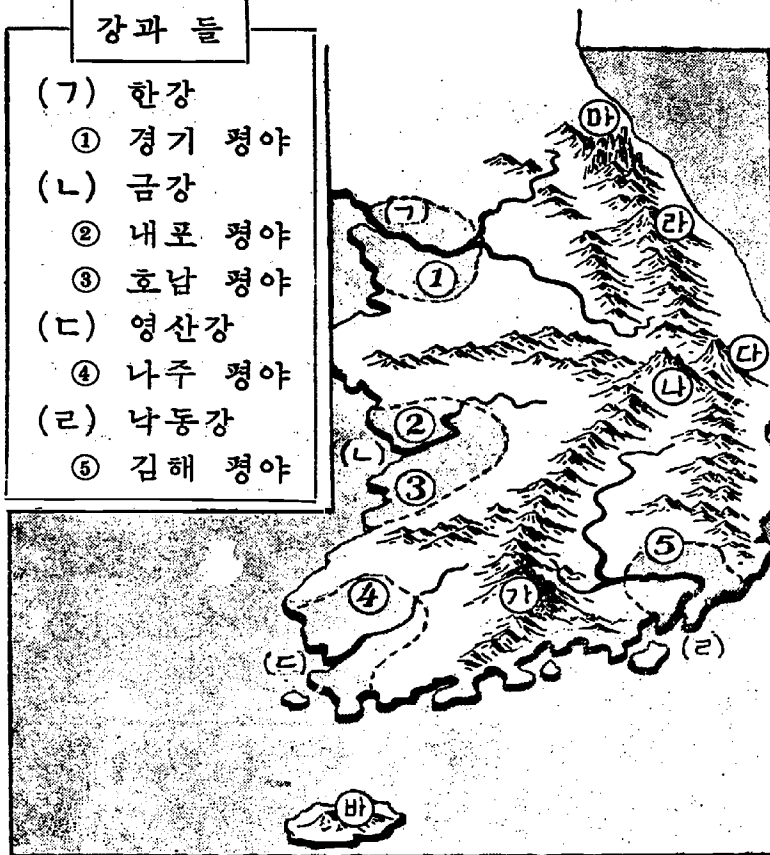 강과 들
(ㄱ) 한강
① 경기 평야
(ㄴ) 금강
② 내포 평야
③ 호남 평야
(ㄷ) 영산강
④ 나주 평야
(ㄹ) 낙동강
⑤ 김해 평야
마
(ㄱ)
라
①
다
나
②
(ㄴ)
③
⑤
④
가
(ㄷ)
(ㄹ)
바